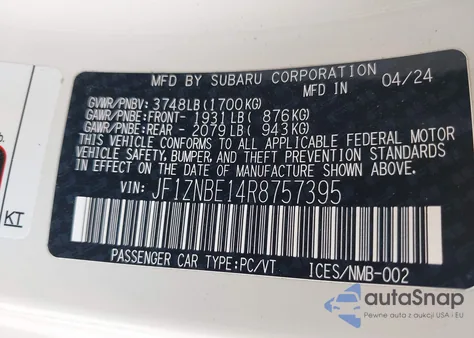 MFD BY SUBARU CORPORATION 04/24
GVWR/PNBV: 3748LB(1700KG)
GAWR/PNBE:FRONT- 1931LB( 876KG)
GAWR/PNBE:REAR - 2079LB( 943KG)
THIS VEHICLE CONFORMS TO ALL APPLICABLE FEDERAL MOTOR
VEHICLE SAFETY, BUMPER, AND THEFT PREVENTION STANDARDS
IN EFFECT ON THE DATE OF MANUFACTURE SHOWN ABOVE.
VIN: JF1ZNBE14R8757395
PASSENGER CAR TYPE:PC/VT ICES/NMB-002
KT
autoSnap
Pewne auto z aukcji USA i EU